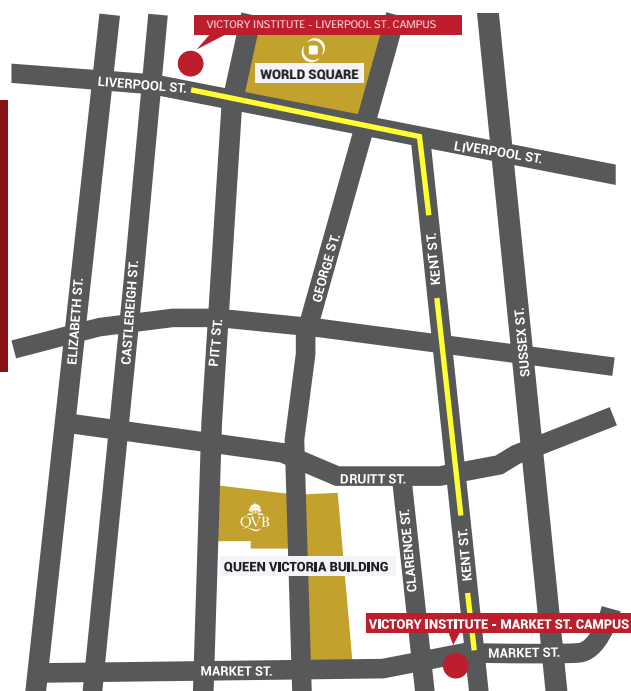 VICTORY INSTITUTE - LIVERPOOL ST. CAMPUS
WORLD SQUARE
LIVERPOOL ST.
LIVERPOOL ST.
GEORGE ST.
KENT ST.
ELIZABETH ST.
CASTLEREIGH ST.
PITT ST.
SUSSEX ST.
DRUITT ST.
QVB
CLARENCE ST.
KENT ST.
QUEEN VICTORIA BUILDING
VICTORY INSTITUTE - MARKET ST. CAMPUS
MARKET ST.
MARKET ST.